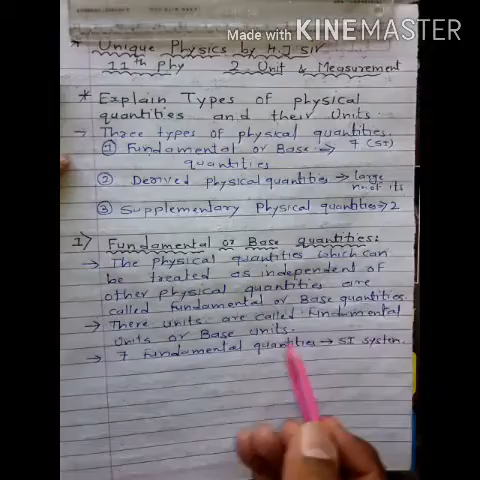 Made with KINEMASTER
* Unique Physics by H.J Sir
11th Phy 2 Unit & Measurement
* Explain Types of physical
quantities and their Units.
→ Three types of physical quantities.
① Fundamental or Base → 7 (SI)
quantities
② Derived physical quantities → large
no. of its
③ Supplementary Physical quantities → 2
1) Fundamental or Base quantities:
→ The physical quantities which can
be treated as independent of
other physical quantities are
called fundamental or Base quantities.
→ There units are called fundamental
Units or Base units.
→ 7 fundamental quantities → SI system.